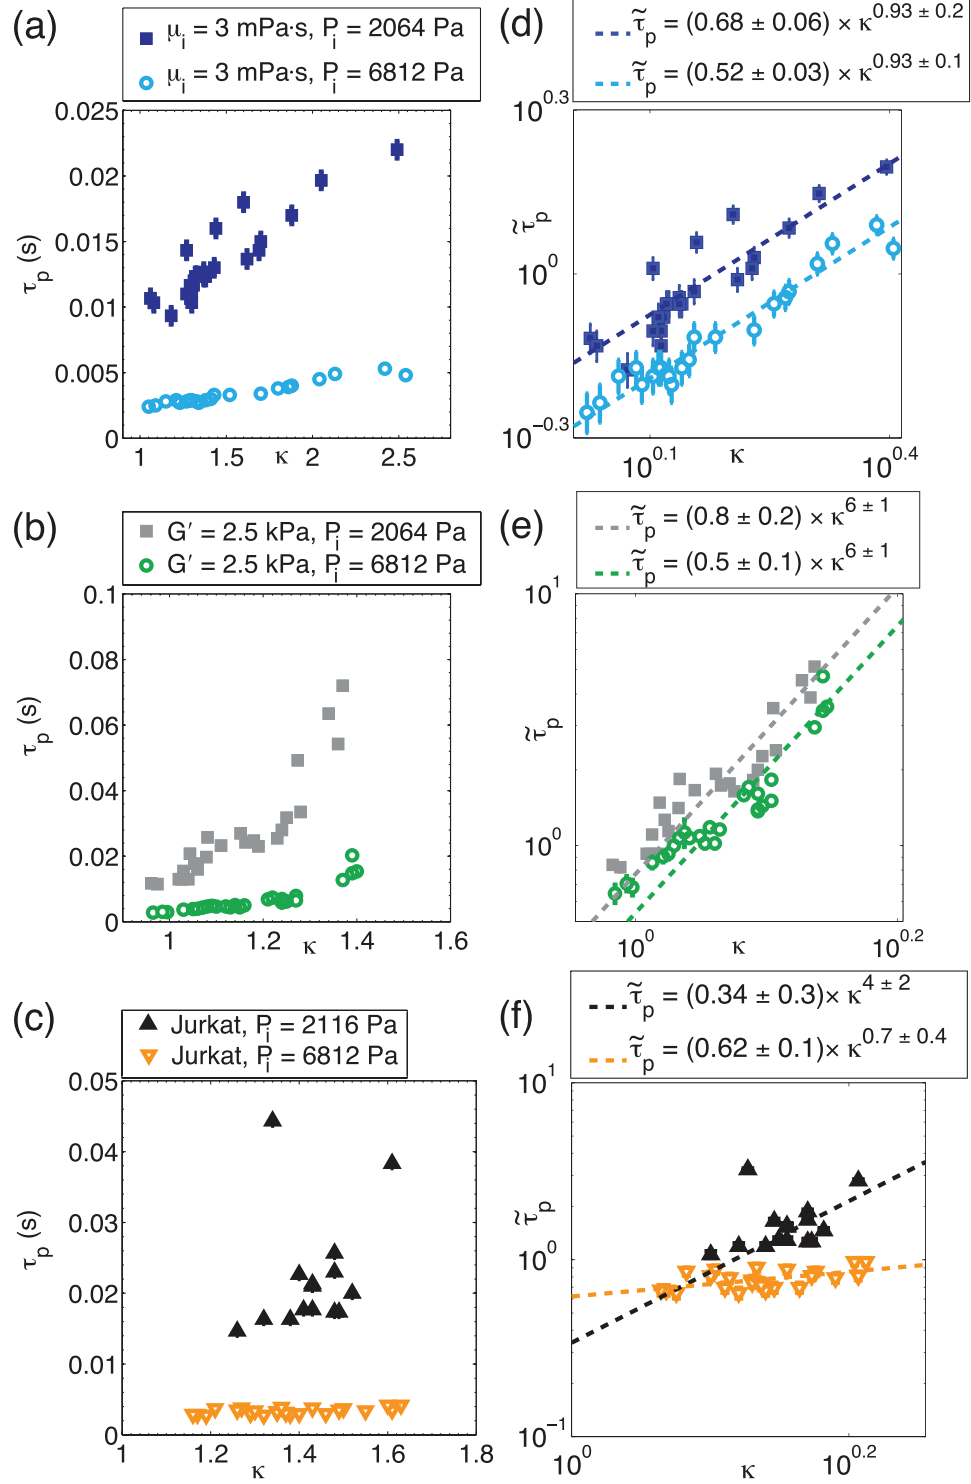 (a)
μi = 3 mPa·s, Pi = 2064 Pa
μi = 3 mPa·s, Pi = 6812 Pa
0.025
0.02
0.015
0.01
0.005
0
τp (s)
1 1.5 κ 2 2.5
(d)
τ̃p = (0.68 ± 0.06) × κ^0.93 ± 0.2
τ̃p = (0.52 ± 0.03) × κ^0.93 ± 0.1
10^0.3
τ̃p
10^0
10^−0.3
10^0.1 κ 10^0.4
(b)
G′ = 2.5 kPa, Pi = 2064 Pa
G′ = 2.5 kPa, Pi = 6812 Pa
0.1
0.08
0.06
0.04
0.02
0
τp (s)
1 κ 1.2 1.4 1.6
(e)
τ̃p = (0.8 ± 0.2) × κ^6 ± 1
τ̃p = (0.5 ± 0.1) × κ^6 ± 1
10^1
τ̃p
10^0
10^0 κ 10^0.2
(c)
Jurkat, Pi = 2116 Pa
Jurkat, Pi = 6812 Pa
0.05
0.04
0.03
0.02
0.01
0
τp (s)
1 1.2 1.4 κ 1.6 1.8
(f)
τ̃p = (0.34 ± 0.3)× κ^4 ± 2
τ̃p = (0.62 ± 0.1)× κ^0.7 ± 0.4
10^1
τ̃p
10^0
10^−1
10^0 κ 10^0.2